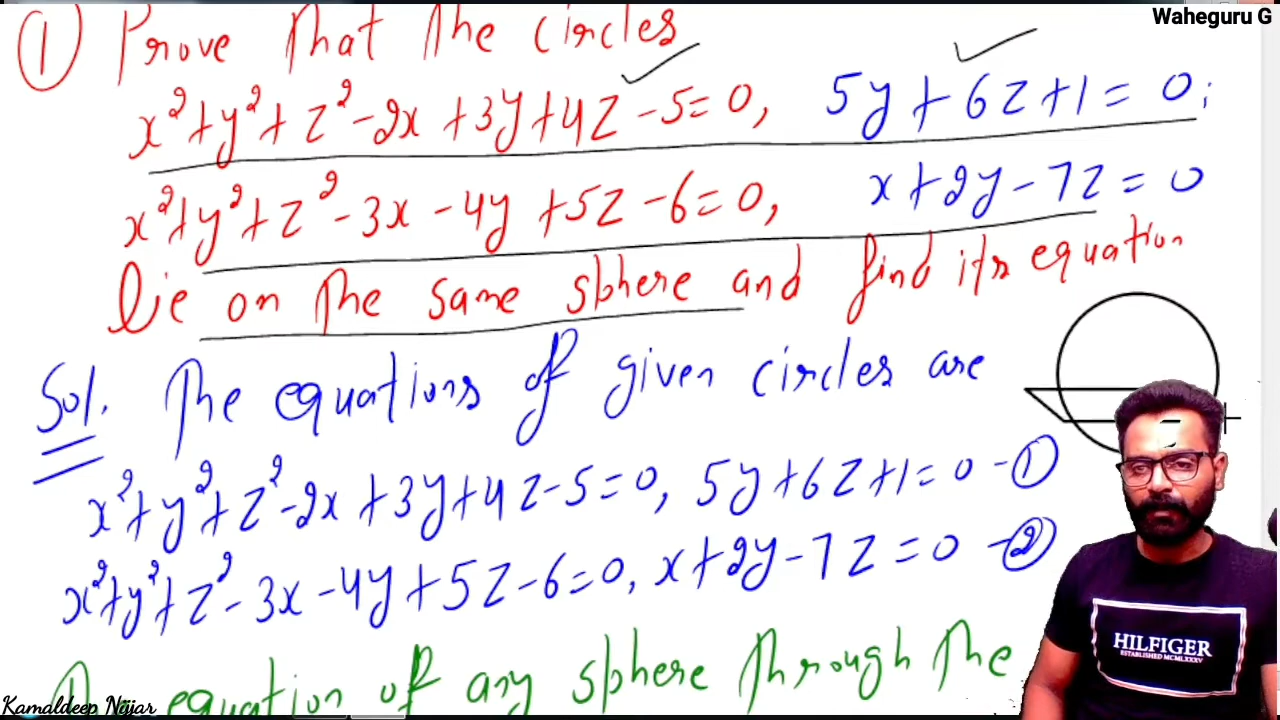 Waheguru G
① Prove that the circles
x²+y²+z²-2x+3y+4z-5=0, 5y+6z+1=0;
x²+y²+z²-3x-4y+5z-6=0, x+2y-7z=0
lie on the same sphere and find its equation
Sol. The equations of given circles are
x²+y²+z²-2x+3y+4z-5=0, 5y+6z+1=0 -①
x²+y²+z²-3x-4y+5z-6=0, x+2y-7z=0 -②
equation of any sphere through the
HILFIGER
ESTABLISHED MCMLXXXV
Kamaldeep Nijjar